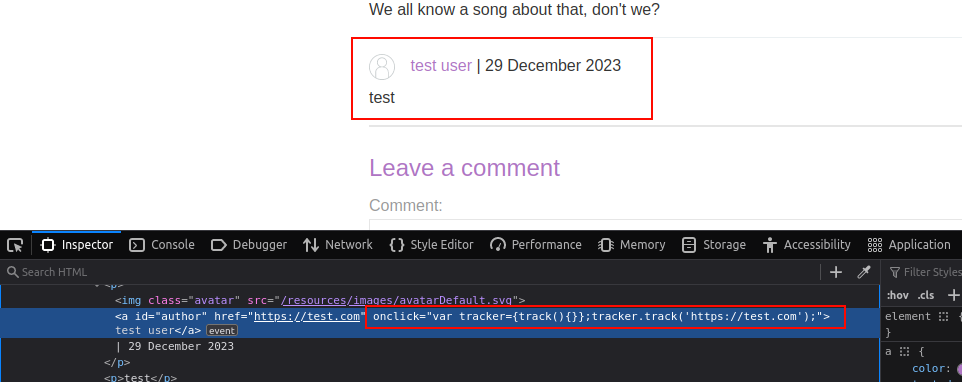 We all know a song about that, don't we?
test user | 29 December 2023
test
Leave a comment
Comment:
Inspector Console Debugger Network Style Editor Performance Memory Storage Accessibility Application
Search HTML
Filter Styles
<p>
:hov .cls
<img class="avatar" src="/resources/images/avatarDefault.svg">
<a id="author" href="https://test.com" onclick="var tracker={track(){}};tracker.track('https://test.com');">
element
test user</a> event
}
| 29 December 2023
a {
</p>
color:
<p>test</p>